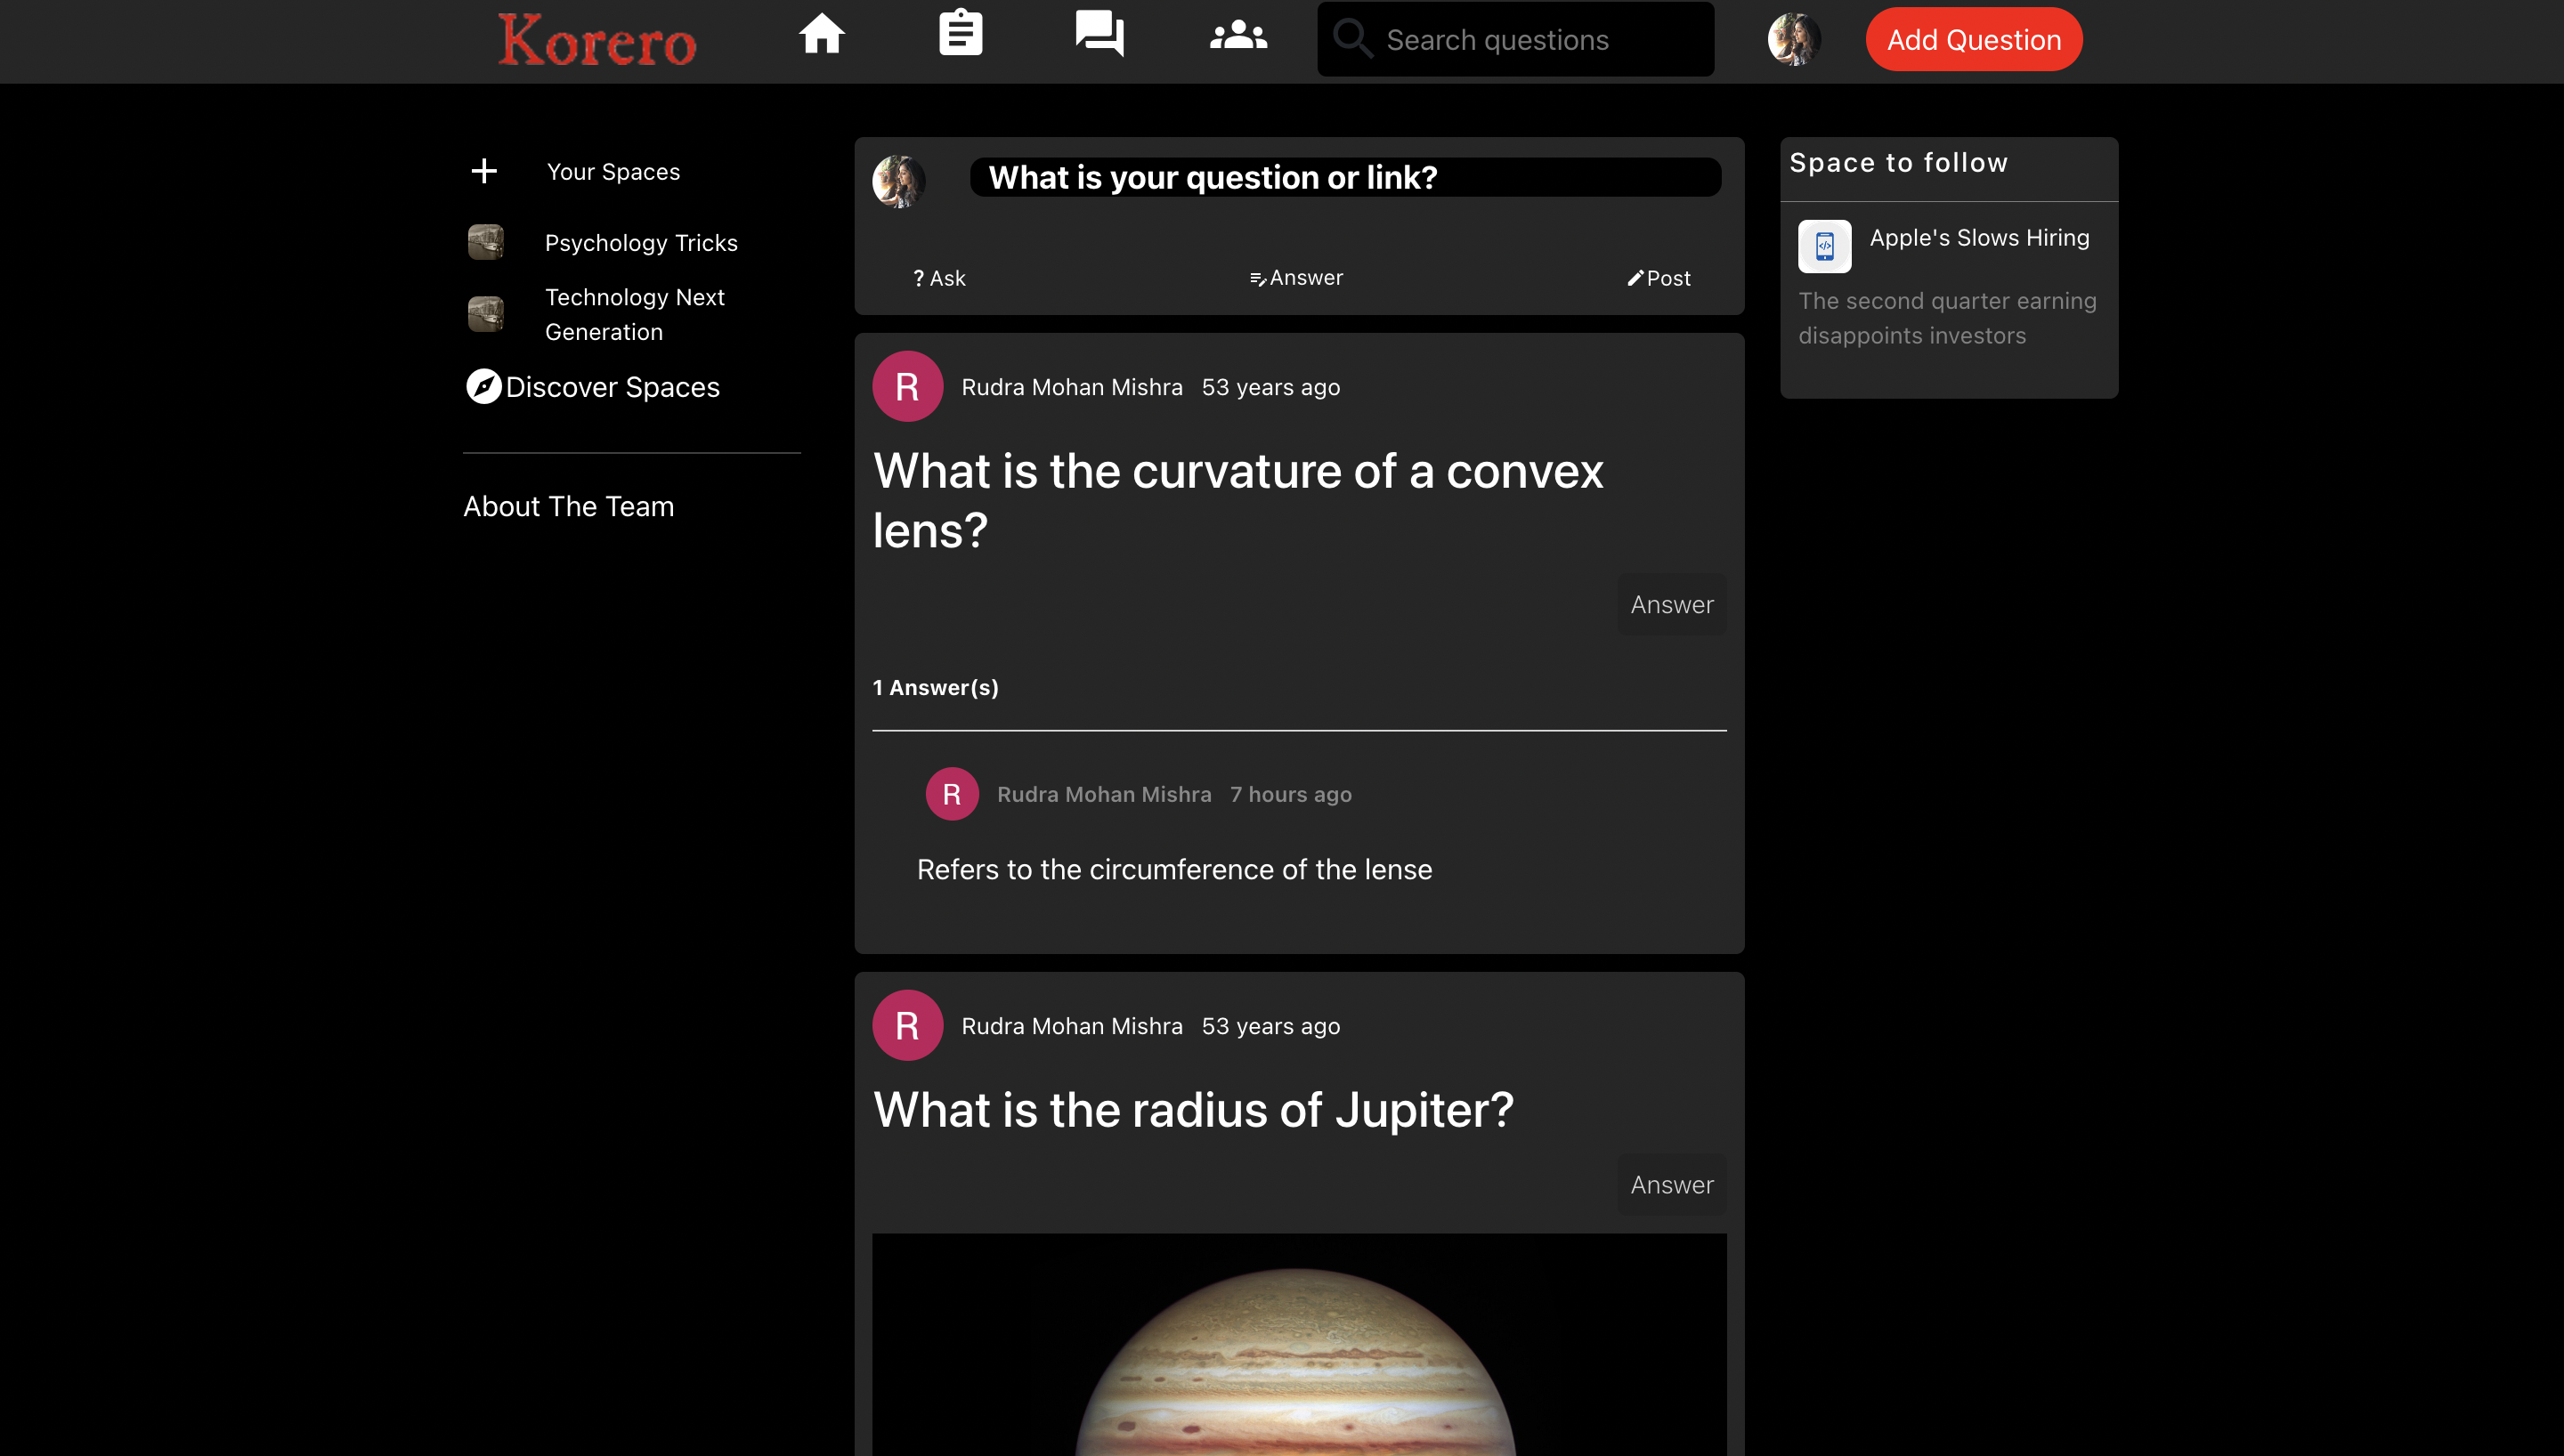 Korero
Search questions
Add Question
Your Spaces
Psychology Tricks
Technology Next
Generation
Discover Spaces
About The Team
What is your question or link?
? Ask
Answer
Post
R
Rudra Mohan Mishra 53 years ago
What is the curvature of a convex
lens?
Answer
1 Answer(s)
R
Rudra Mohan Mishra 7 hours ago
Refers to the circumference of the lense
R
Rudra Mohan Mishra 53 years ago
What is the radius of Jupiter?
Answer
Space to follow
Apple's Slows Hiring
The second quarter earning
disappoints investors